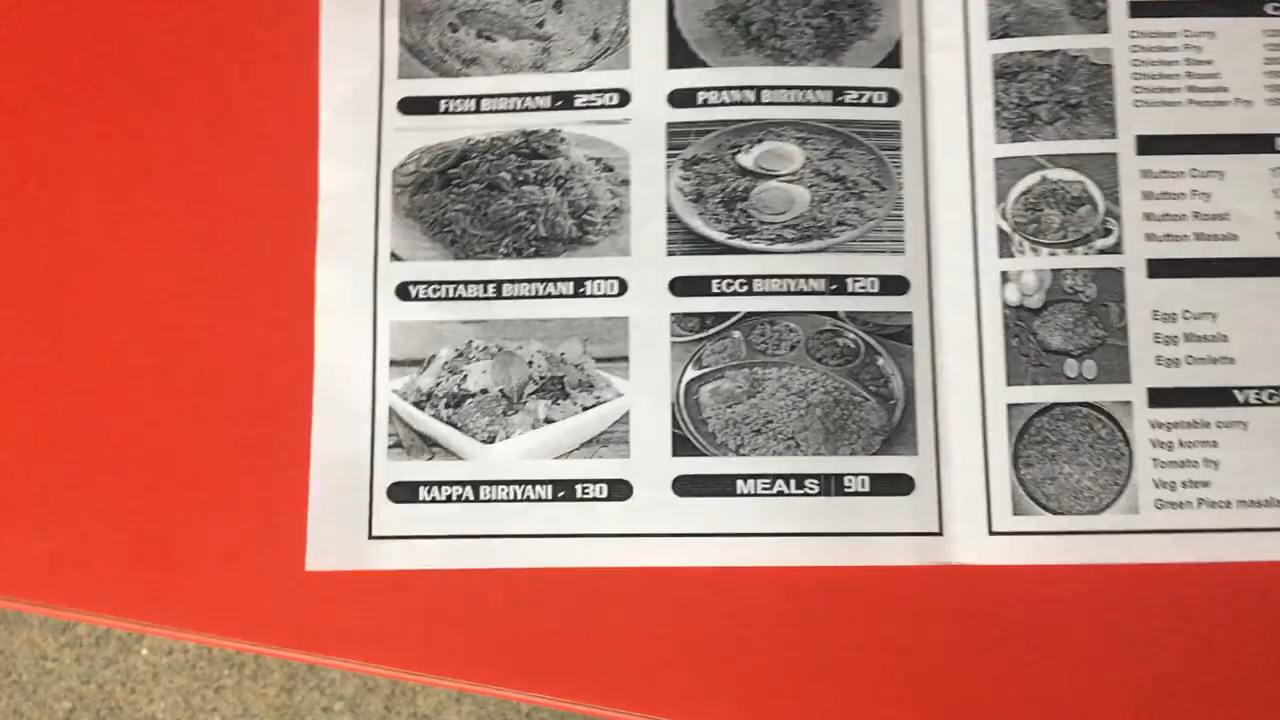 FISH BIRIYANI - 250
PRAWN BIRIYANI -270
VEGITABLE BIRIYANI -100
EGG BIRIYANI - 120
KAPPA BIRIYANI - 130
MEALS 90
Chicken Curry
Chicken Fry
Chicken Stew
Chicken Roast
Chicken Masala
Chicken Pepper Fry
Mutton Curry
Mutton Fry
Mutton Roast
Mutton Masala
Egg Curry
Egg Masala
Egg Omlette
VEG
Vegetable curry
Veg korma
Tomato fry
Veg stew
Green Piece masala